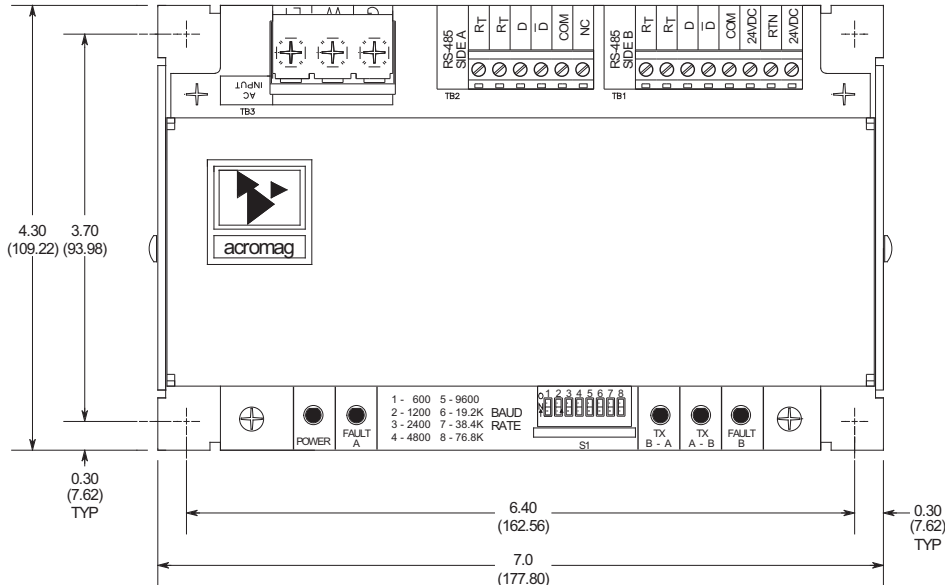 L1
W
G
AC
INPUT
TB3
RS-485
SIDE A
RT
RT
D
D
COM
NC
TB2
RS-485
SIDE B
RT
RT
D
D
COM
24VDC
RTN
24VDC
TB1
acromag
4.30
(109.22)
3.70
(93.98)
POWER
FAULT
A
1 - 600 5 - 9600
2 - 1200 6 - 19.2K BAUD
3 - 2400 7 - 38.4K RATE
4 - 4800 8 - 76.8K
1 2 3 4 5 6 7 8
S1
TX
B - A
TX
A - B
FAULT
B
0.30
(7.62)
TYP
6.40
(162.56)
0.30
(7.62)
TYP
7.0
(177.80)